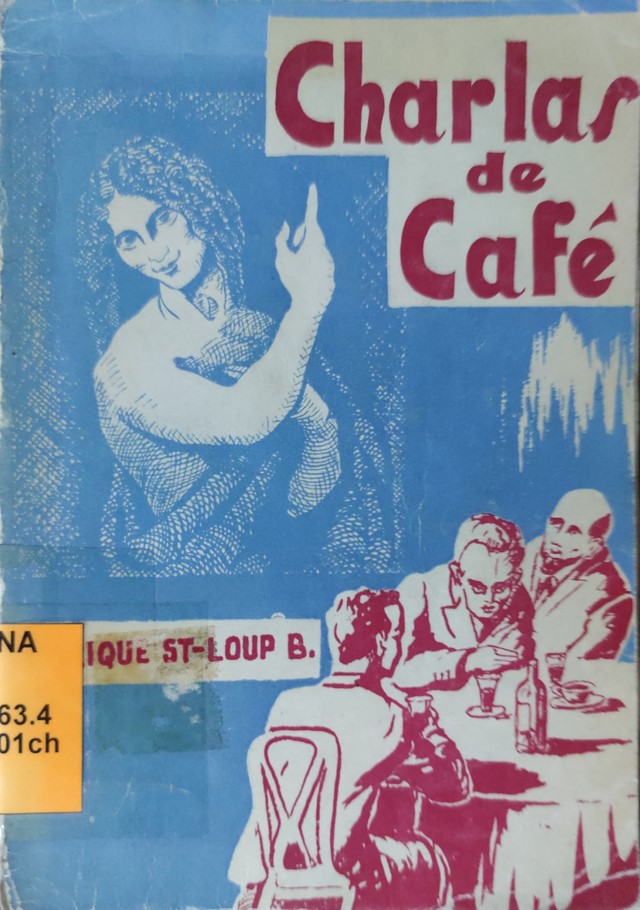 Charlas
de
Café
IQUE ST-LOUP B.
NA
63.4
01ch